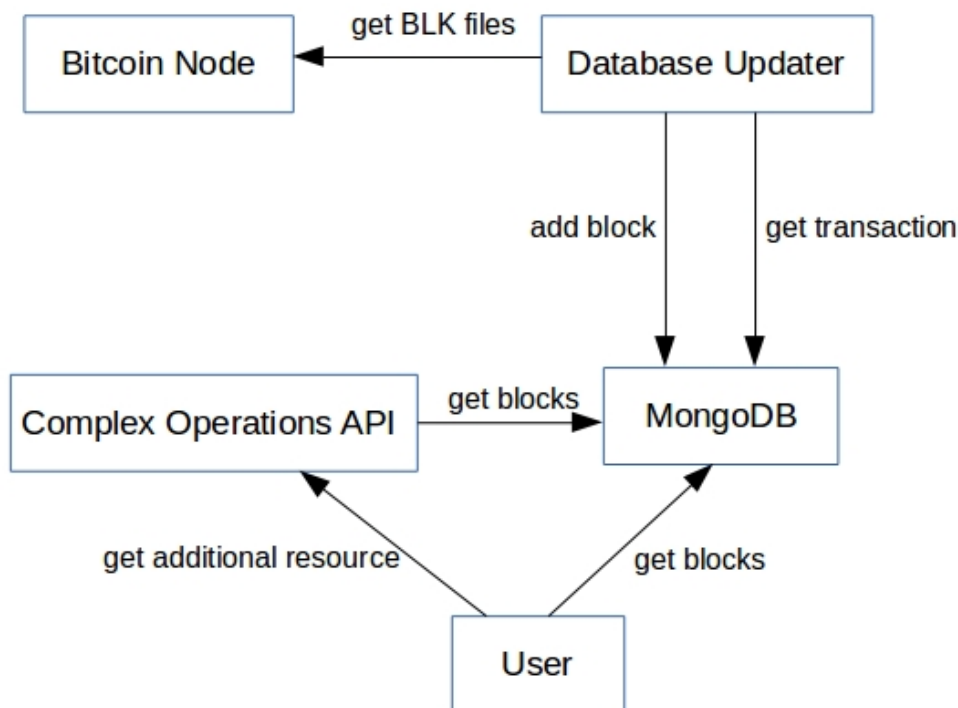 get BLK files
Bitcoin Node
Database Updater
add block
get transaction
Complex Operations API
get blocks
MongoDB
get additional resource
get blocks
User